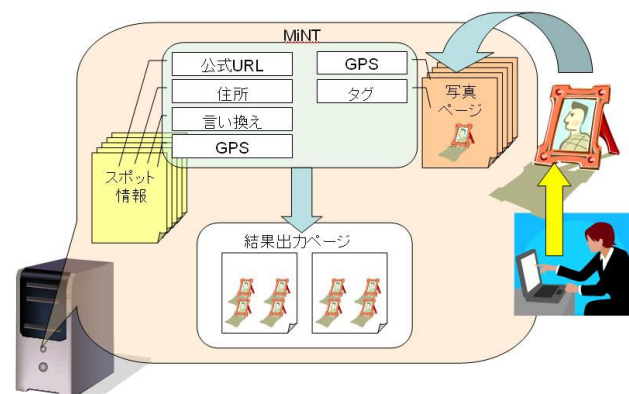 MiNT
公式URL
住所
言い換え
GPS
GPS
タグ
写真
ページ
スポット
情報
結果出力ページ